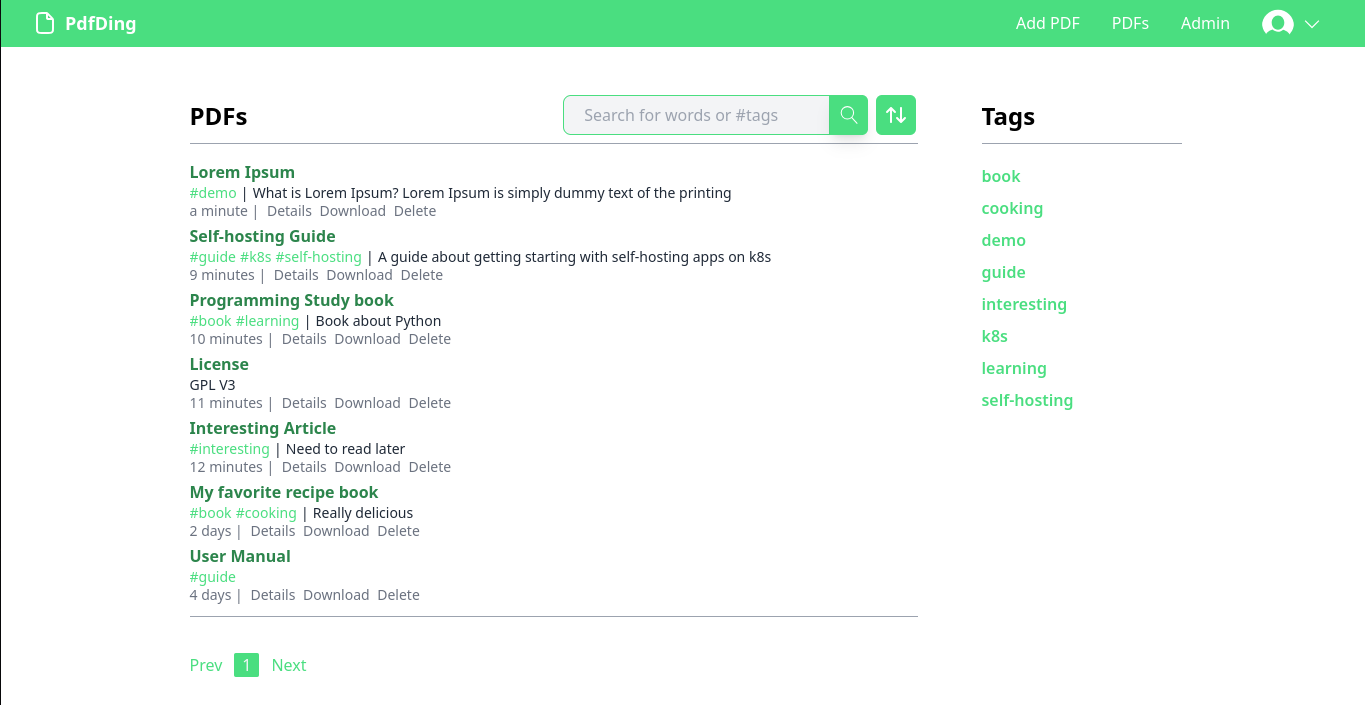 PdfDing
Add PDF PDFs Admin
PDFs
Search for words or #tags
Lorem Ipsum
#demo | What is Lorem Ipsum? Lorem Ipsum is simply dummy text of the printing
a minute | Details Download Delete
Self-hosting Guide
#guide #k8s #self-hosting | A guide about getting starting with self-hosting apps on k8s
9 minutes | Details Download Delete
Programming Study book
#book #learning | Book about Python
10 minutes | Details Download Delete
License
GPL V3
11 minutes | Details Download Delete
Interesting Article
#interesting | Need to read later
12 minutes | Details Download Delete
My favorite recipe book
#book #cooking | Really delicious
2 days | Details Download Delete
User Manual
#guide
4 days | Details Download Delete
Prev 1 Next
Tags
book
cooking
demo
guide
interesting
k8s
learning
self-hosting